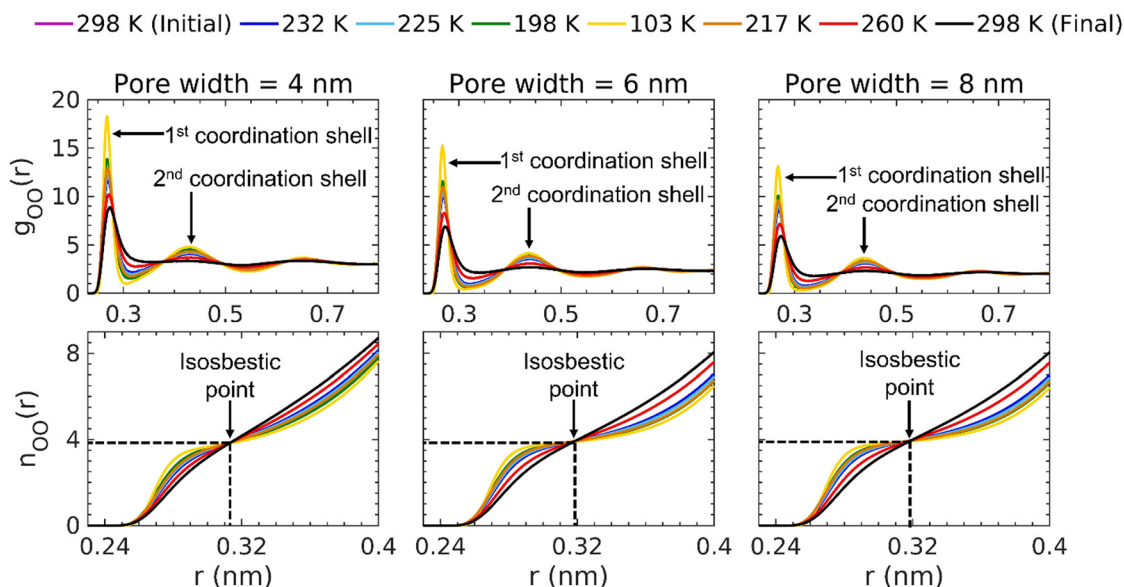 298 K (Initial) 232 K 225 K 198 K 103 K 217 K 260 K 298 K (Final)
Pore width = 4 nm Pore width = 6 nm Pore width = 8 nm
20
15
10
5
0
g_OO(r)
1st coordination shell
2nd coordination shell
0.3 0.5 0.7
1st coordination shell
2nd coordination shell
0.3 0.5 0.7
1st coordination shell
2nd coordination shell
0.3 0.5 0.7
8
4
0
n_OO(r)
Isosbestic
point
0.24 0.32 0.4
r (nm)
Isosbestic
point
0.24 0.32 0.4
r (nm)
Isosbestic
point
0.24 0.32 0.4
r (nm)